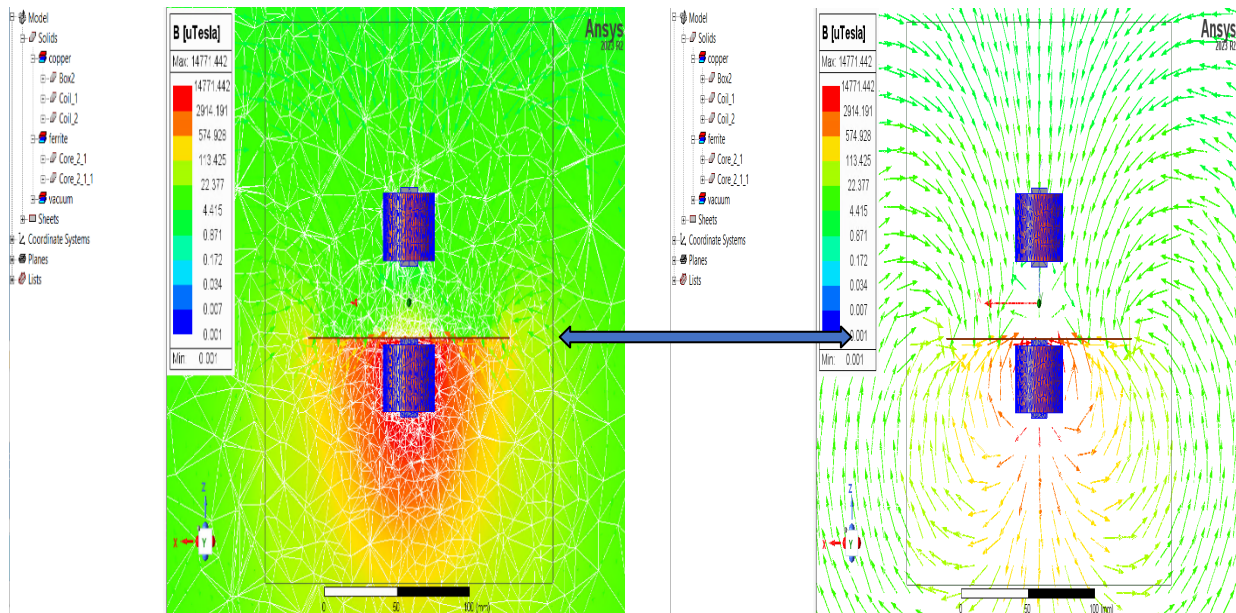 Model
Solids
copper
Box2
Coil_1
Coil_2
ferrite
Core_2_1
Core_2_1_1
vacuum
Sheets
Coordinate Systems
Planes
Lists
B [uTesla]
Max: 14771.442
14771.442
2914.191
574.928
113.425
22.377
4.415
0.871
0.172
0.034
0.007
0.001
Min: 0.001
Ansys
2023 R2
Z
X
Y
0 50 100 (mm)
Model
Solids
copper
Box2
Coil_1
Coil_2
ferrite
Core_2_1
Core_2_1_1
vacuum
Sheets
Coordinate Systems
Planes
Lists
B [uTesla]
Max: 14771.442
14771.442
2914.191
574.928
113.425
22.377
4.415
0.871
0.172
0.034
0.007
0.001
Min: 0.001
Ansys
2023 R2
Z
X
Y
0 50 100 (mm)